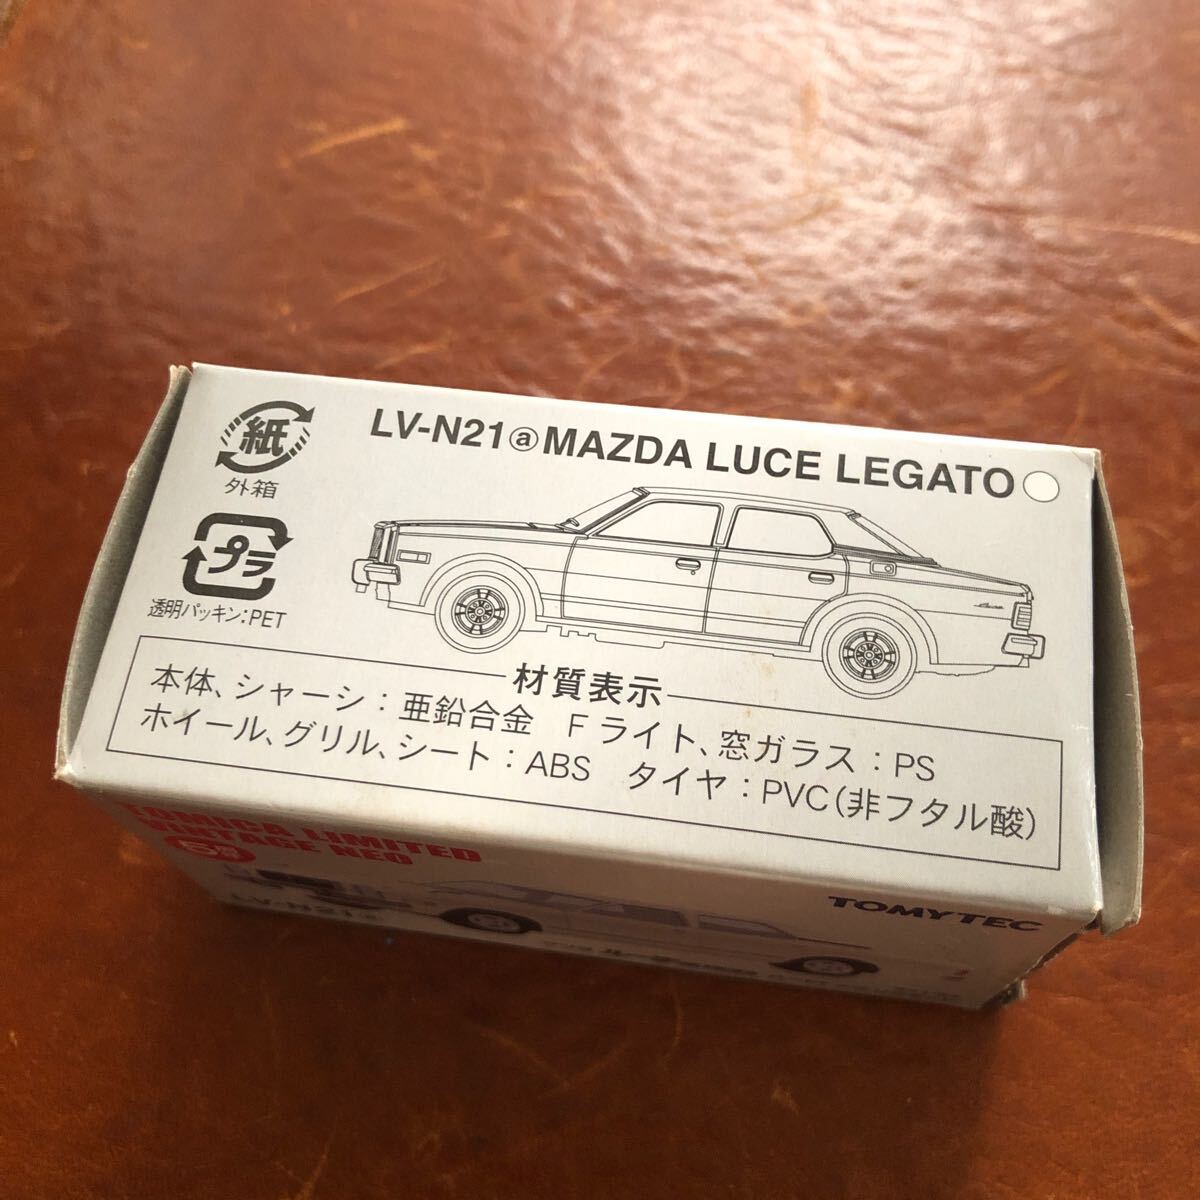 紙
外箱
プラ
透明パッキン:PET
LV-N21ⓐMAZDA LUCE LEGATO
材質表示
本体、シャーシ:亜鉛合金 Fライト、窓ガラス:PS
ホイール、グリル、シート:ABS タイヤ:PVC(非フタル酸)
TOMICA LIMITED
VINTAGE NEO
LV-N21ⓐ
TOMYTEC